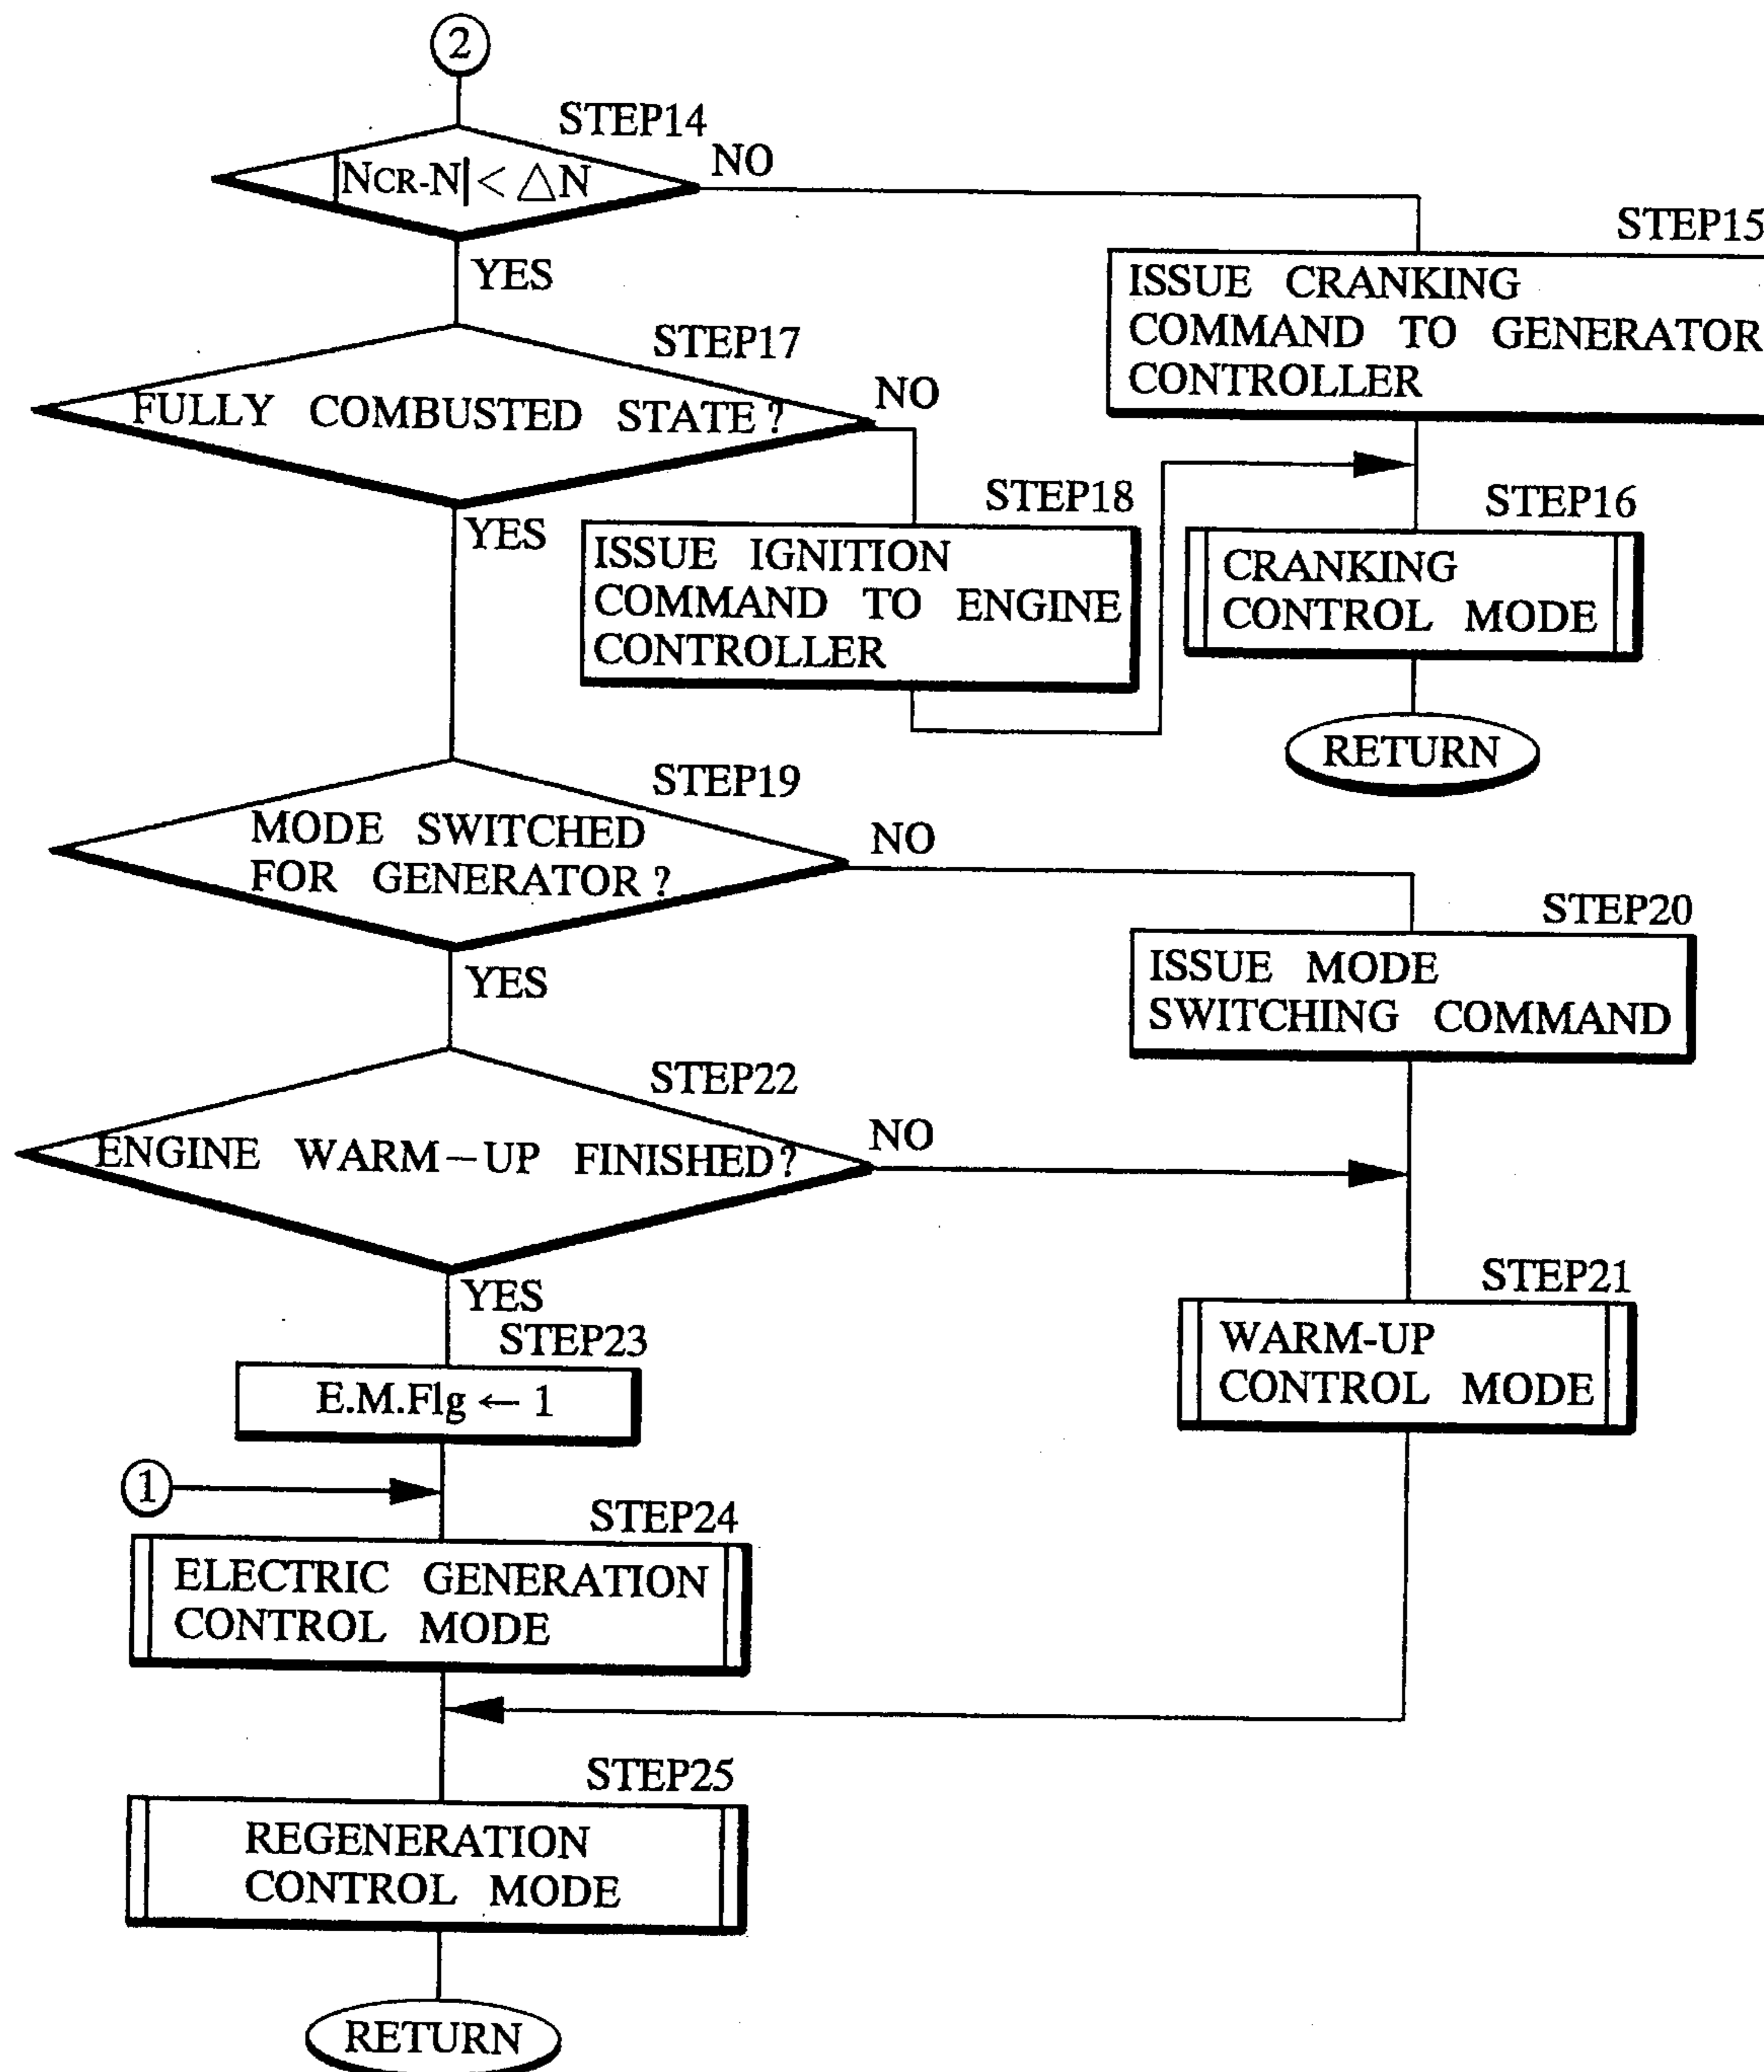 2
STEP14
|NCR-N| < △N
NO
YES
STEP15
ISSUE CRANKING
COMMAND TO GENERATOR
CONTROLLER
STEP17
FULLY COMBUSTED STATE?
NO
YES
STEP18
ISSUE IGNITION
COMMAND TO ENGINE
CONTROLLER
STEP16
CRANKING
CONTROL MODE
RETURN
STEP19
MODE SWITCHED
FOR GENERATOR?
NO
YES
STEP20
ISSUE MODE
SWITCHING COMMAND
STEP22
ENGINE WARM-UP FINISHED?
NO
YES
STEP21
WARM-UP
CONTROL MODE
STEP23
E.M.Flg ← 1
1
STEP24
ELECTRIC GENERATION
CONTROL MODE
STEP25
REGENERATION
CONTROL MODE
RETURN